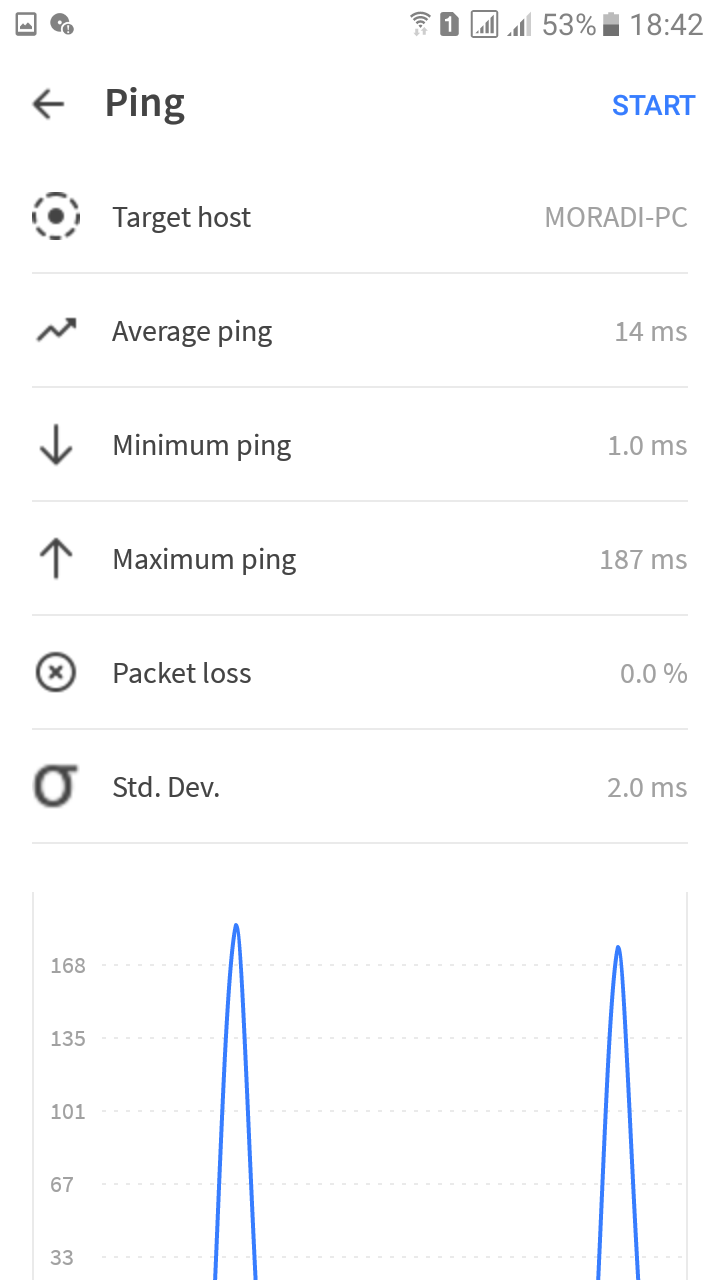 1 53% 18:42
Ping START
Target host MORADI-PC
Average ping 14 ms
Minimum ping 1.0 ms
Maximum ping 187 ms
Packet loss 0.0 %
σ Std. Dev. 2.0 ms
168
135
101
67
33